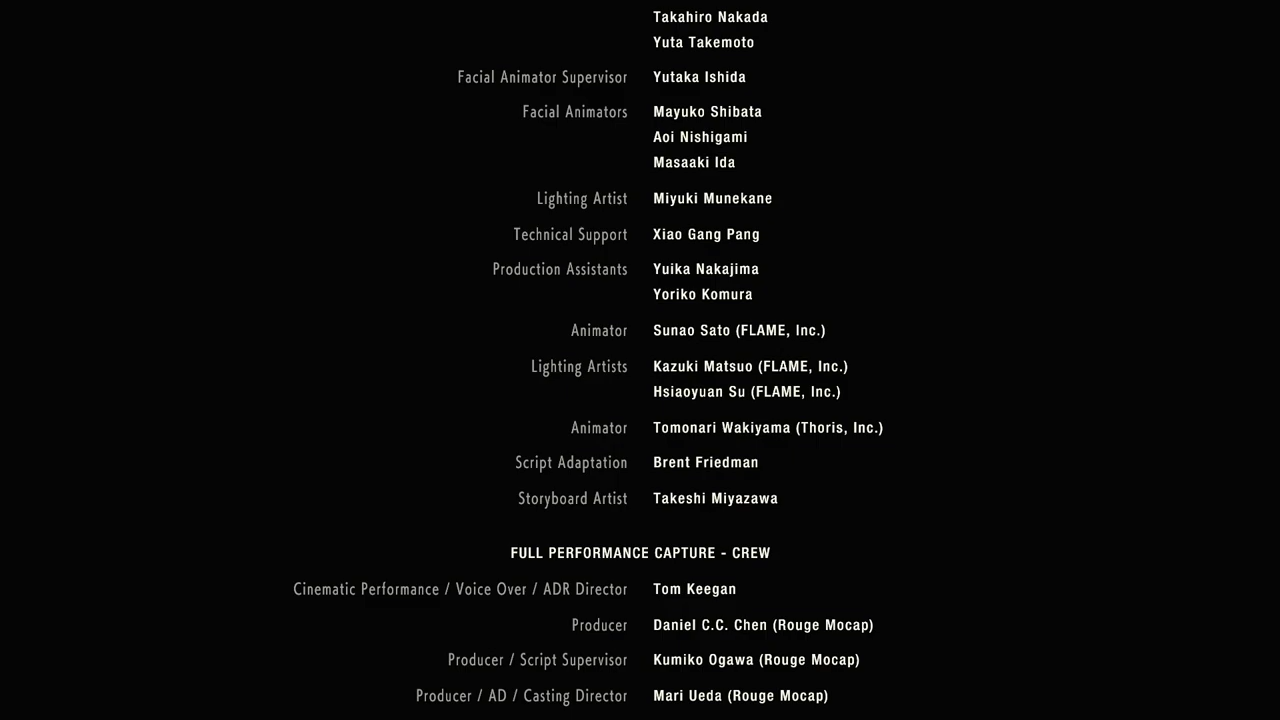 Takahiro Nakada
Yuta Takemoto
Facial Animator Supervisor Yutaka Ishida
Facial Animators Mayuko Shibata
Aoi Nishigami
Masaaki Ida
Lighting Artist Miyuki Munekane
Technical Support Xiao Gang Pang
Production Assistants Yuika Nakajima
Yoriko Komura
Animator Sunao Sato (FLAME, Inc.)
Lighting Artists Kazuki Matsuo (FLAME, Inc.)
Hsiaoyuan Su (FLAME, Inc.)
Animator Tomonari Wakiyama (Thoris, Inc.)
Script Adaptation Brent Friedman
Storyboard Artist Takeshi Miyazawa
FULL PERFORMANCE CAPTURE - CREW
Cinematic Performance / Voice Over / ADR Director Tom Keegan
Producer Daniel C.C. Chen (Rouge Mocap)
Producer / Script Supervisor Kumiko Ogawa (Rouge Mocap)
Producer / AD / Casting Director Mari Ueda (Rouge Mocap)